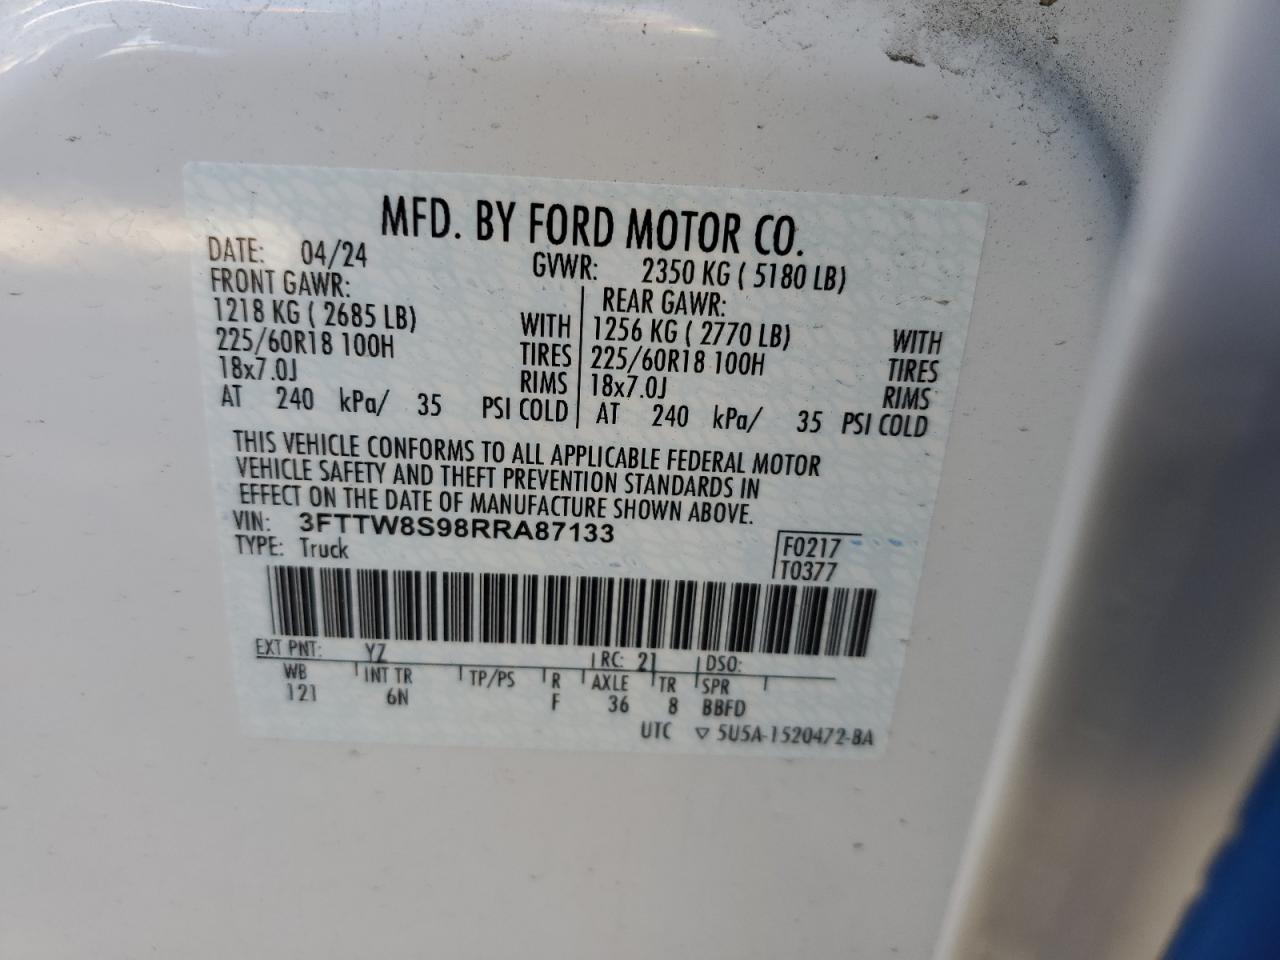 MFD. BY FORD MOTOR CO.
DATE: 04/24 GVWR: 2350 KG ( 5180 LB)
FRONT GAWR: REAR GAWR:
1218 KG ( 2685 LB) WITH 1256 KG ( 2770 LB) WITH
225/60R18 100H TIRES 225/60R18 100H TIRES
18x7.0J RIMS 18x7.0J RIMS
AT 240 kPa/ 35 PSI COLD AT 240 kPa/ 35 PSI COLD
THIS VEHICLE CONFORMS TO ALL APPLICABLE FEDERAL MOTOR
VEHICLE SAFETY AND THEFT PREVENTION STANDARDS IN
EFFECT ON THE DATE OF MANUFACTURE SHOWN ABOVE.
VIN: 3FTTW8S98RRA87133
TYPE: Truck F0217
T0377
EXT PNT: YZ RC: 21 DSO:
WB INT TR TP/PS R AXLE TR SPR
121 6N F 36 8 BBFD
UTC ▽ 5U5A-1520472-BA